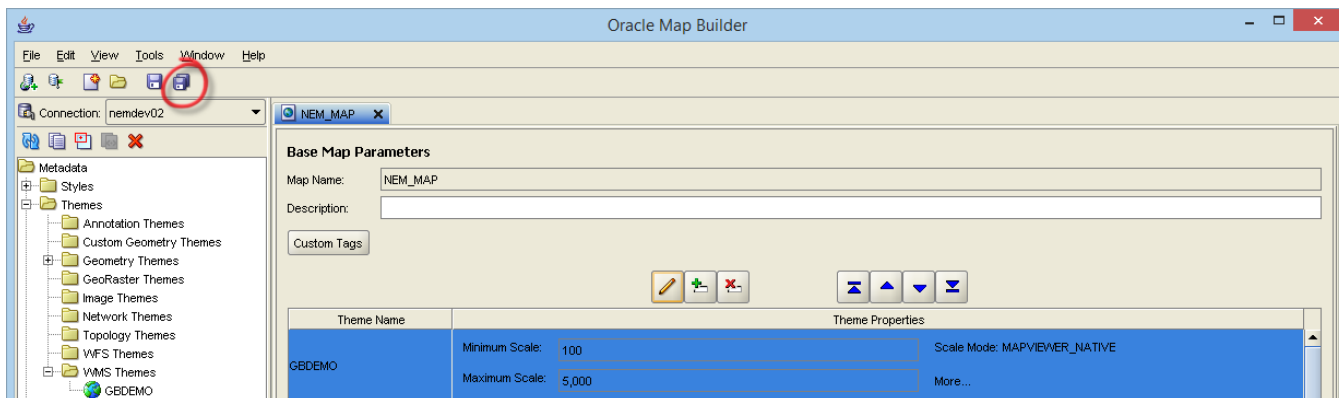 Oracle Map Builder
File Edit View Tools Window Help
Connection: nemdev02
NEM_MAP
Metadata
Styles
Themes
Annotation Themes
Custom Geometry Themes
Geometry Themes
GeoRaster Themes
Image Themes
Network Themes
Topology Themes
WFS Themes
WMS Themes
GBDEMO
Base Map Parameters
Map Name: NEM_MAP
Description:
Custom Tags
Theme Name Theme Properties
GBDEMO
Minimum Scale: 100 Scale Mode: MAPVIEWER_NATIVE
Maximum Scale: 5,000 More...